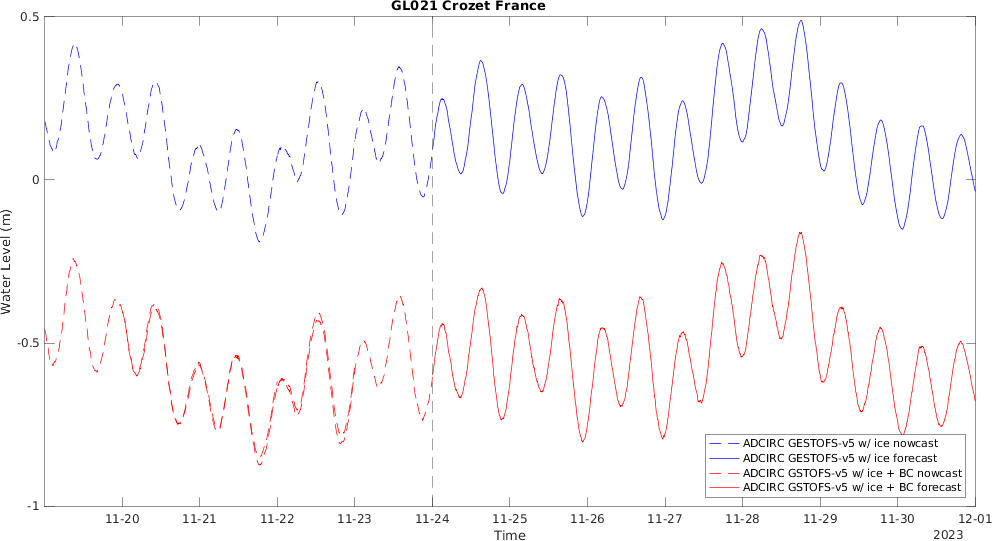 GL021 Crozet France
0.5
0
-0.5
-1
Water Level (m)
11-20
11-21
11-22
11-23
11-24
11-25
11-26
11-27
11-28
11-29
11-30
12-01
2023
Time
ADCIRC GESTOFS-v5 w/ ice nowcast
ADCIRC GESTOFS-v5 w/ ice forecast
ADCIRC GSTOFS-v5 w/ ice + BC nowcast
ADCIRC GSTOFS-v5 w/ ice + BC forecast